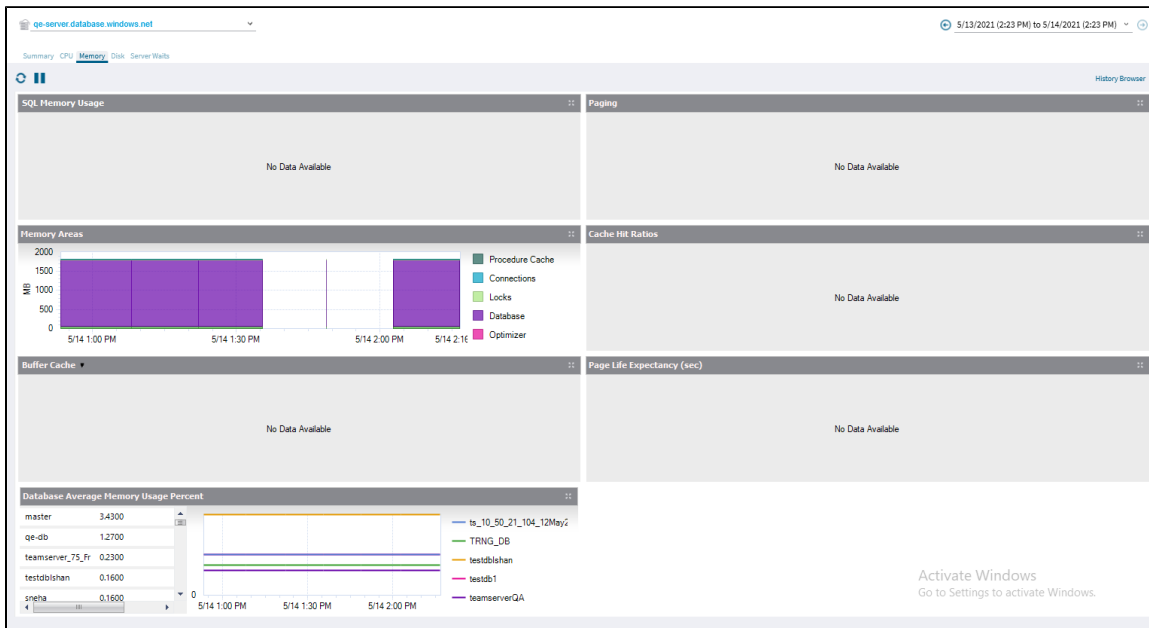 qe-server.database.windows.net
5/13/2021 (2:23 PM) to 5/14/2021 (2:23 PM)
Summary CPU Memory Disk Server Waits
History Browser
SQL Memory Usage
No Data Available
Paging
No Data Available
Memory Areas
MB
2000
1500
1000
500
0
5/14 1:00 PM 5/14 1:30 PM 5/14 2:00 PM 5/14 2:16
Procedure Cache
Connections
Locks
Database
Optimizer
Cache Hit Ratios
No Data Available
Buffer Cache
No Data Available
Page Life Expectancy (sec)
No Data Available
Database Average Memory Usage Percent
master 3.4300
qe-db 1.2700
teamserver_75_Fr 0.2300
testdblshan 0.1600
sneha 0.1600
0
5/14 1:00 PM 5/14 1:30 PM 5/14 2:00 PM
ts_10_50_21_104_12May2
TRNG_DB
testdblshan
testdb1
teamserverQA
Activate Windows
Go to Settings to activate Windows.